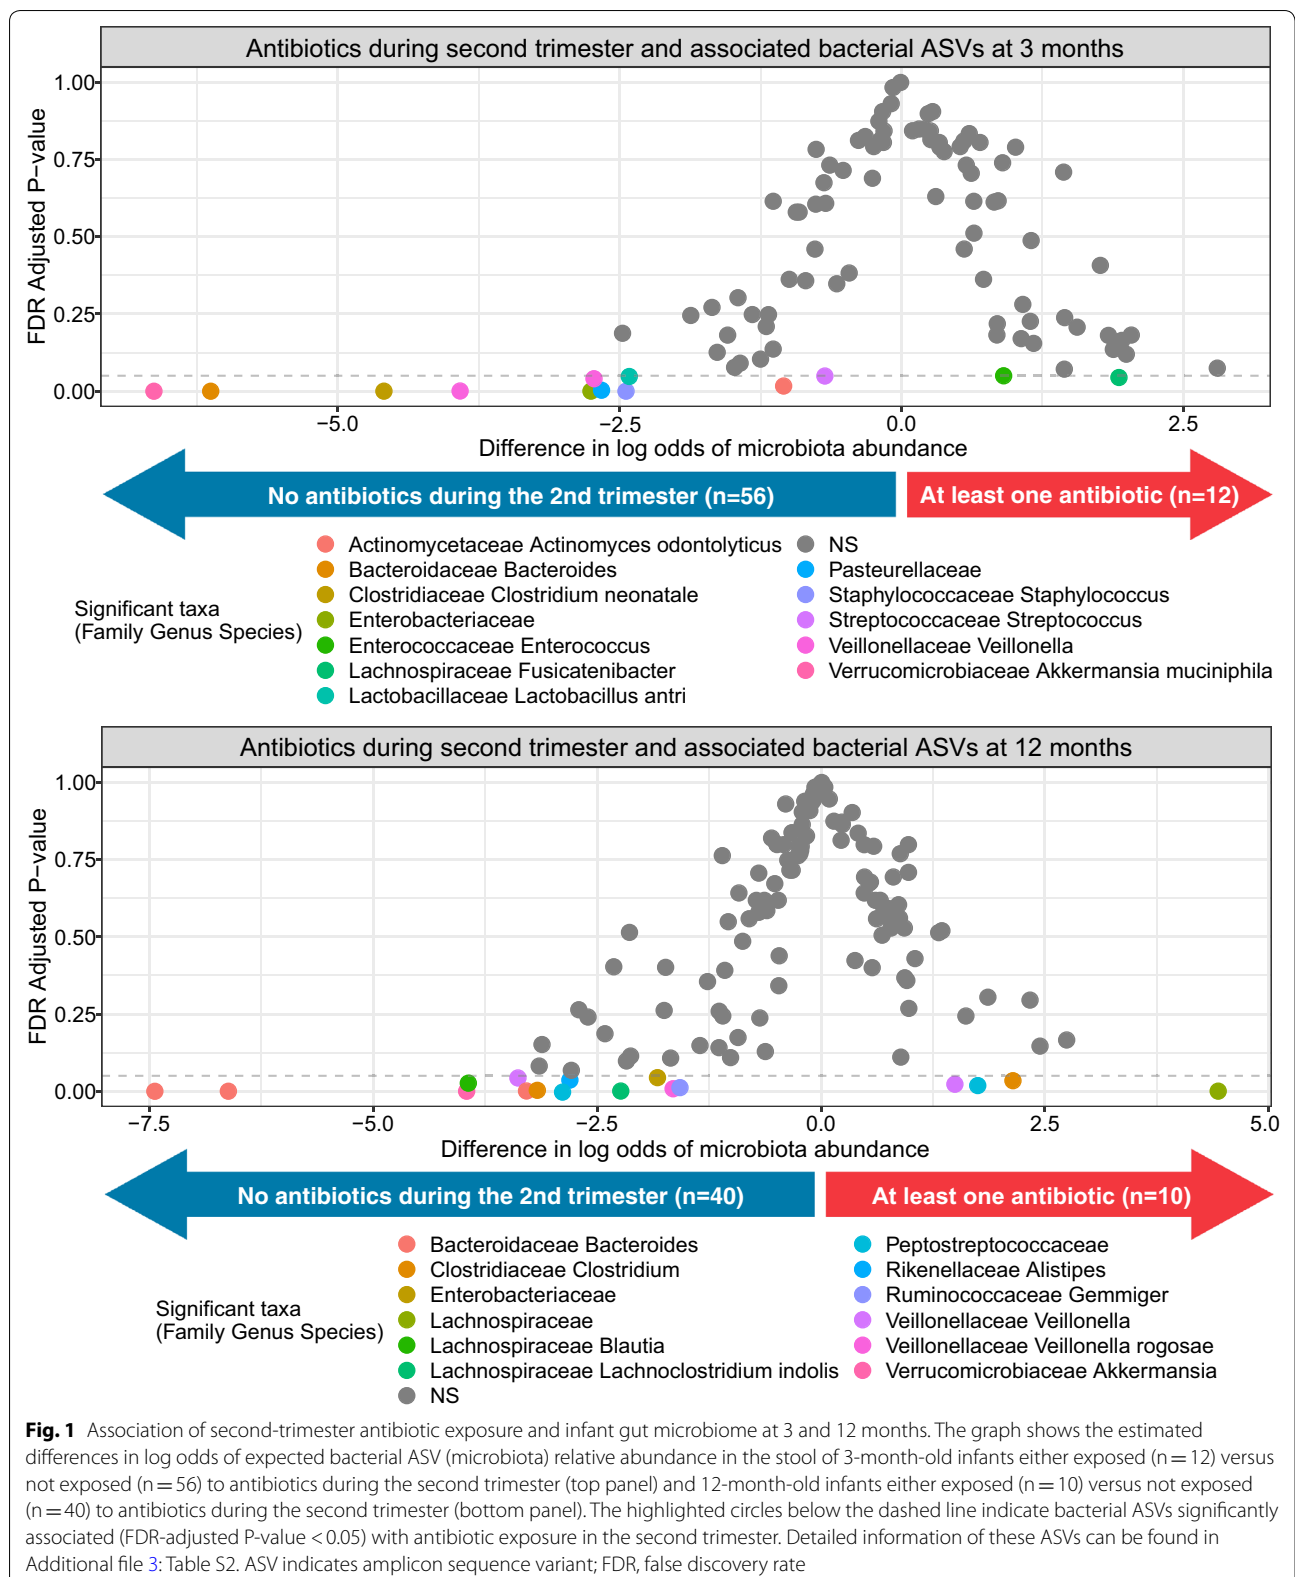 Antibiotics during second trimester and associated bacterial ASVs at 3 months
FDR Adjusted P−value
1.00
0.75
0.50
0.25
0.00
−5.0 −2.5 0.0 2.5
Difference in log odds of microbiota abundance
No antibiotics during the 2nd trimester (n=56)
At least one antibiotic (n=12)
Significant taxa
(Family Genus Species)
Actinomycetaceae Actinomyces odontolyticus
Bacteroidaceae Bacteroides
Clostridiaceae Clostridium neonatale
Enterobacteriaceae
Enterococcaceae Enterococcus
Lachnospiraceae Fusicatenibacter
Lactobacillaceae Lactobacillus antri
NS
Pasteurellaceae
Staphylococcaceae Staphylococcus
Streptococcaceae Streptococcus
Veillonellaceae Veillonella
Verrucomicrobiaceae Akkermansia muciniphila
Antibiotics during second trimester and associated bacterial ASVs at 12 months
FDR Adjusted P−value
1.00
0.75
0.50
0.25
0.00
−7.5 −5.0 −2.5 0.0 2.5 5.0
Difference in log odds of microbiota abundance
No antibiotics during the 2nd trimester (n=40)
At least one antibiotic (n=10)
Significant taxa
(Family Genus Species)
Bacteroidaceae Bacteroides
Clostridiaceae Clostridium
Enterobacteriaceae
Lachnospiraceae
Lachnospiraceae Blautia
Lachnospiraceae Lachnoclostridium indolis
NS
Peptostreptococcaceae
Rikenellaceae Alistipes
Ruminococcaceae Gemmiger
Veillonellaceae Veillonella
Veillonellaceae Veillonella rogosae
Verrucomicrobiaceae Akkermansia
Fig. 1 Association of second-trimester antibiotic exposure and infant gut microbiome at 3 and 12 months. The graph shows the estimated
differences in log odds of expected bacterial ASV (microbiota) relative abundance in the stool of 3-month-old infants either exposed (n = 12) versus
not exposed (n = 56) to antibiotics during the second trimester (top panel) and 12-month-old infants either exposed (n = 10) versus not exposed
(n = 40) to antibiotics during the second trimester (bottom panel). The highlighted circles below the dashed line indicate bacterial ASVs significantly
associated (FDR-adjusted P-value < 0.05) with antibiotic exposure in the second trimester. Detailed information of these ASVs can be found in
Additional file 3: Table S2. ASV indicates amplicon sequence variant; FDR, false discovery rate